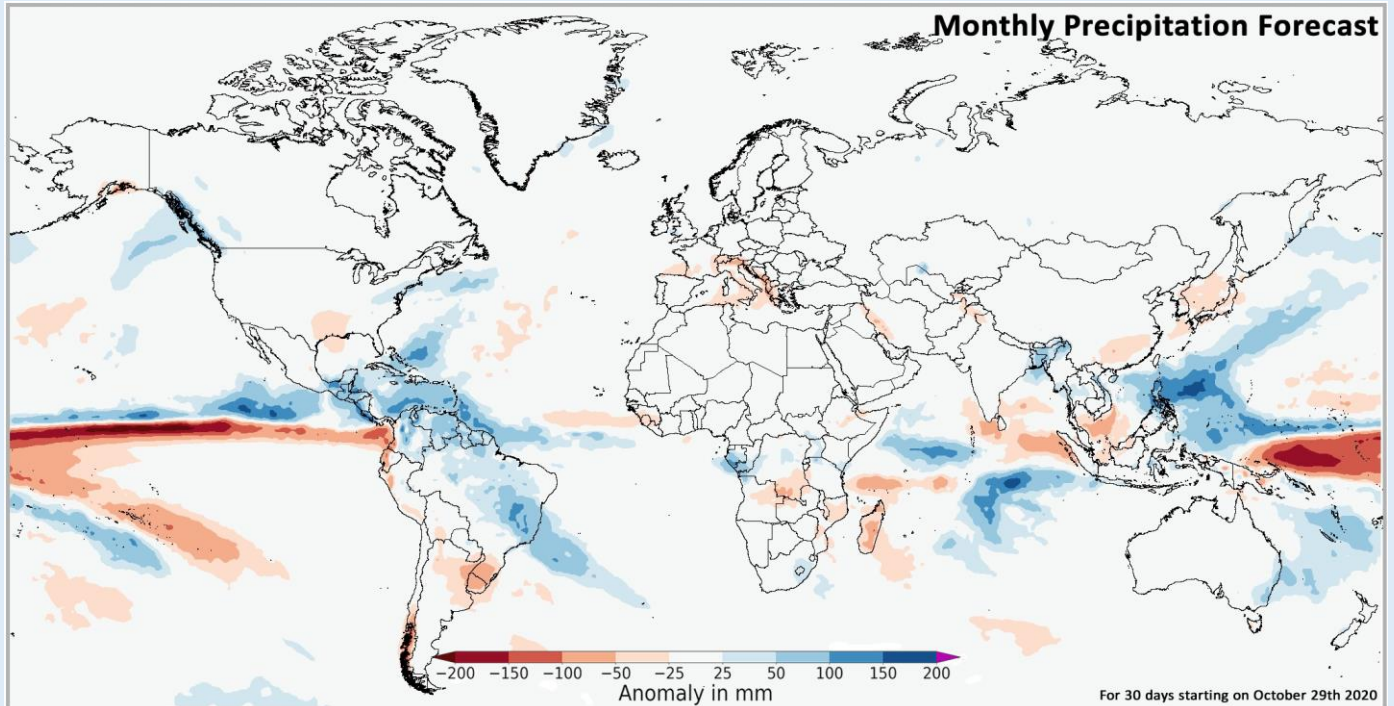 Monthly Precipitation Forecast
−200 −150 −100 −50 −25 25 50 100 150 200
Anomaly in mm
For 30 days starting on October 29th 2020